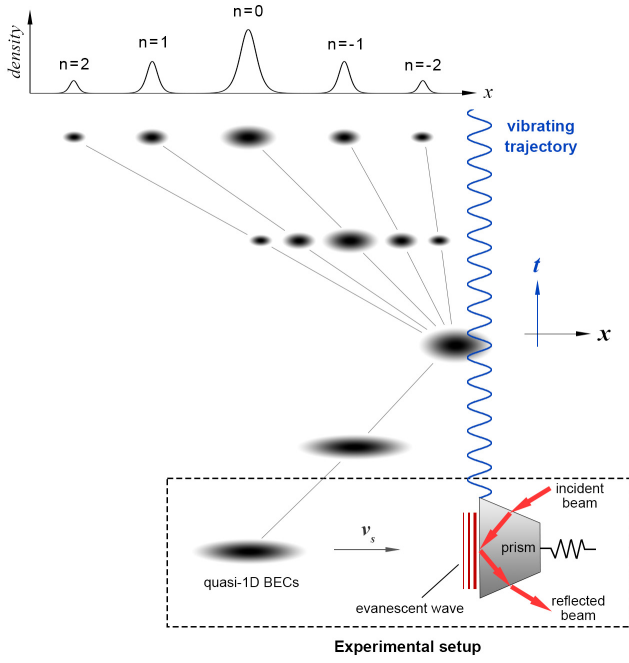 n=0
n=1
n=-1
n=2
n=-2
density
x
vibrating
trajectory
t
x
incident
beam
v_s
prism
quasi-1D BECs
evanescent wave
reflected
beam
Experimental setup